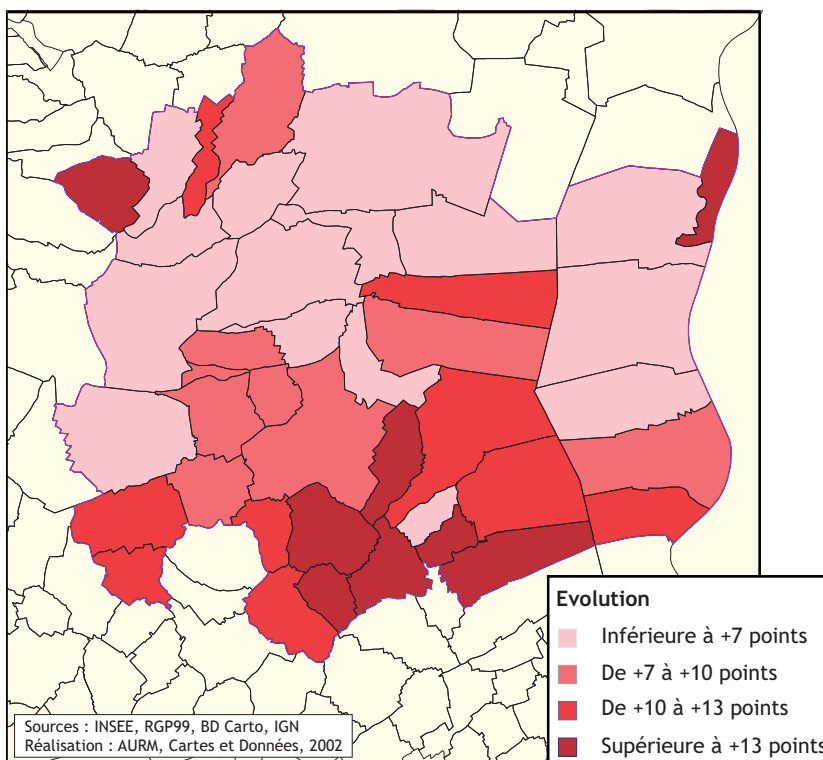 Evolution
Inférieure à +7 points
De +7 à +10 points
De +10 à +13 points
Supérieure à +13 points
Sources : INSEE, RGP99, BD Carto, IGN
Réalisation : AURM, Cartes et Données, 2002